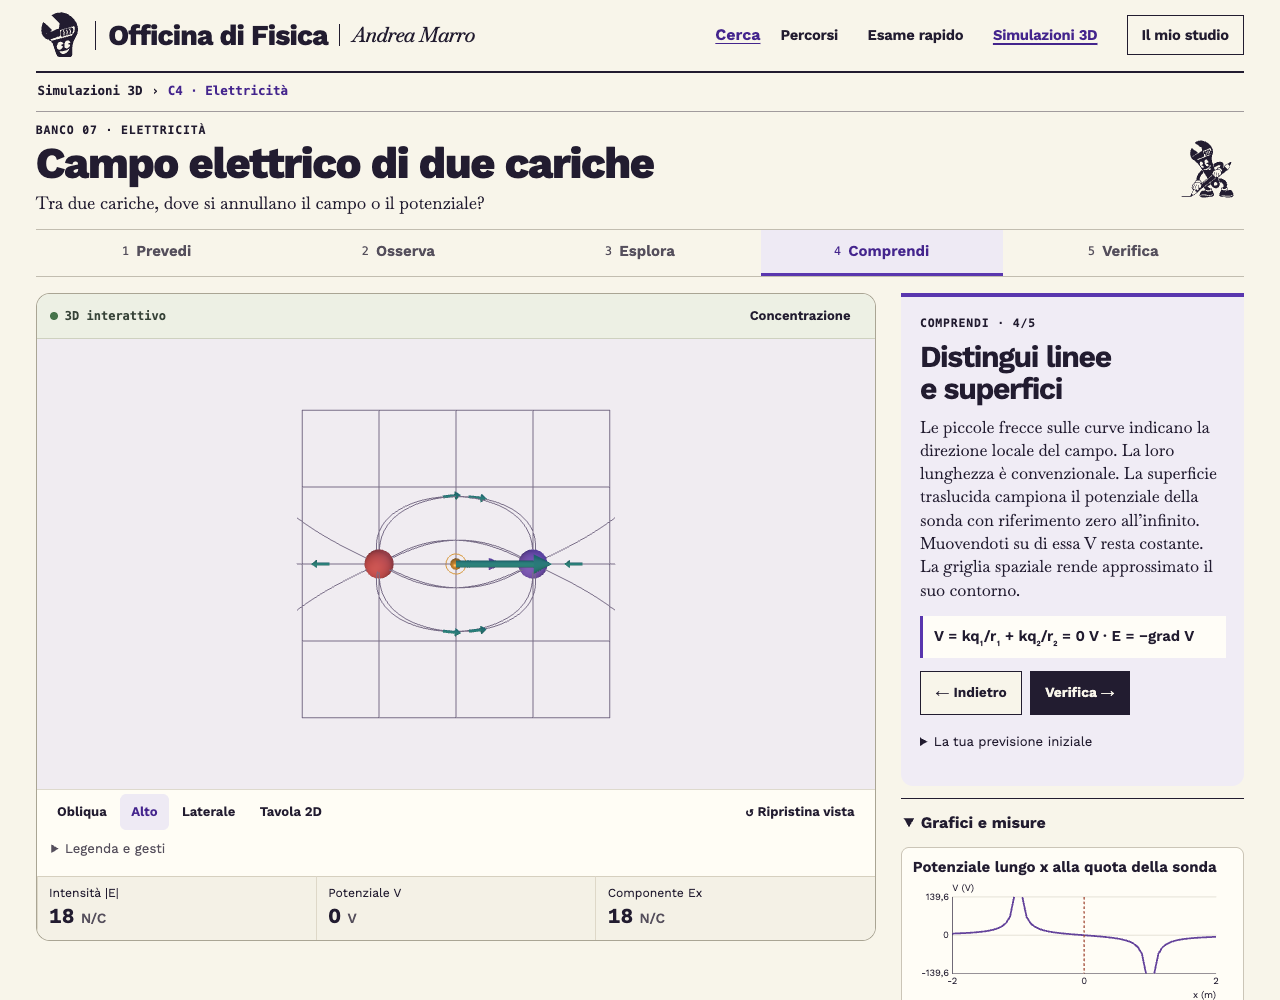 Officina di Fisica
Andrea Marro
Cerca
Percorsi
Esame rapido
Simulazioni 3D
Il mio studio
Simulazioni 3D › C4 · Elettricità
BANCO 07 · ELETTRICITÀ
Campo elettrico di due cariche
Tra due cariche, dove si annullano il campo o il potenziale?
1 Prevedi
2 Osserva
3 Esplora
4 Comprendi
5 Verifica
3D interattivo
Concentrazione
Obliqua
Alto
Laterale
Tavola 2D
↺ Ripristina vista
▶ Legenda e gesti
Intensità |E|
18 N/C
Potenziale V
0 V
Componente Ex
18 N/C
COMPRENDI · 4/5
Distingui linee
e superfici
Le piccole frecce sulle curve indicano la
direzione locale del campo. La loro
lunghezza è convenzionale. La superficie
traslucida campiona il potenziale della
sonda con riferimento zero all’infinito.
Muovendoti su di essa V resta costante.
La griglia spaziale rende approssimato il
suo contorno.
V = kq₁/r₁ + kq₂/r₂ = 0 V · E = −grad V
← Indietro
Verifica →
▶ La tua previsione iniziale
▼ Grafici e misure
Potenziale lungo x alla quota della sonda
V (V)
139,6
0
-139,6
-2
0
2
x (m)